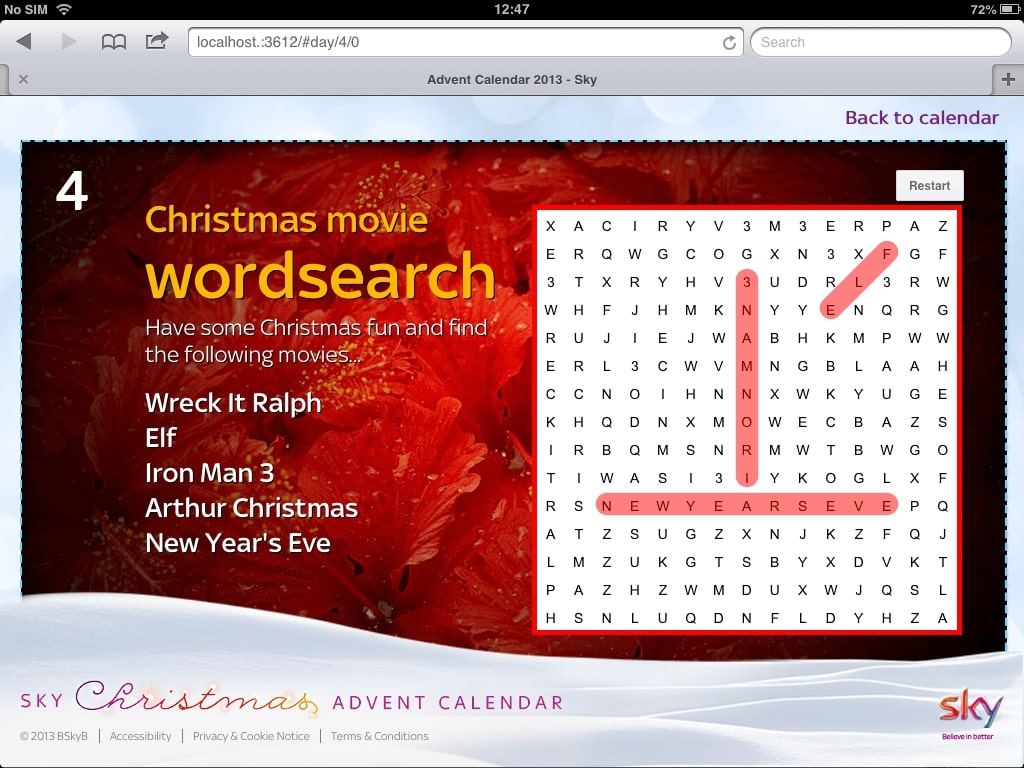 No SIM 12:47 72%
localhost.:3612/#day/4/0 Search
Advent Calendar 2013 - Sky
Back to calendar
4
Restart
Christmas movie
wordsearch
Have some Christmas fun and find
the following movies...
Wreck It Ralph
Elf
Iron Man 3
Arthur Christmas
New Year's Eve
X A C I R Y V 3 M 3 E R P A Z
E R Q W G C O G X N 3 X F G F
3 T X R Y H V 3 U D R L 3 R W
W H F J H M K N Y Y E N Q R G
R U J I E J W A B H K M P W W
E R L 3 C W V M N G B L A A H
C C N O I H N N X W K Y U G E
K H Q D N X M O W E C B A Z S
I R B Q M S N R M W T B W G O
T I W A S I 3 I Y K O G L X F
R S N E W Y E A R S E V E P Q
A T Z S U G Z X N J K Z F Q J
L M Z U K G T S B Y X D V K T
P A Z H Z W M D U X W J Q S L
H S N L U Q D N F L D Y H Z A
SKY Christmas ADVENT CALENDAR
sky
Believe in better
© 2013 BSkyB | Accessibility | Privacy & Cookie Notice | Terms & Conditions